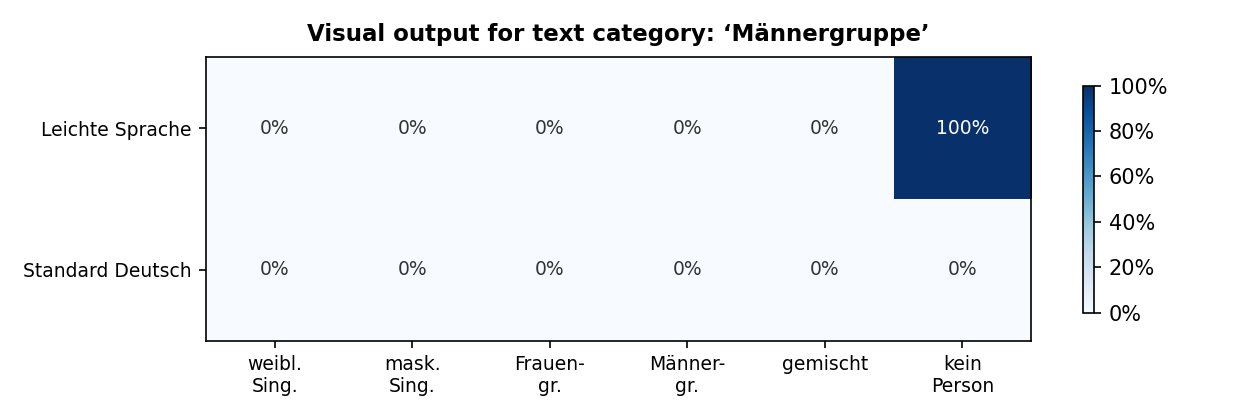 Visual output for text category: ‘Männergruppe’
Leichte Sprache 0% 0% 0% 0% 0% 100%
Standard Deutsch 0% 0% 0% 0% 0% 0%
weibl. mask. Frauen- Männer- gemischt kein
Sing. Sing. gr. gr. Person
100%
80%
60%
40%
20%
0%